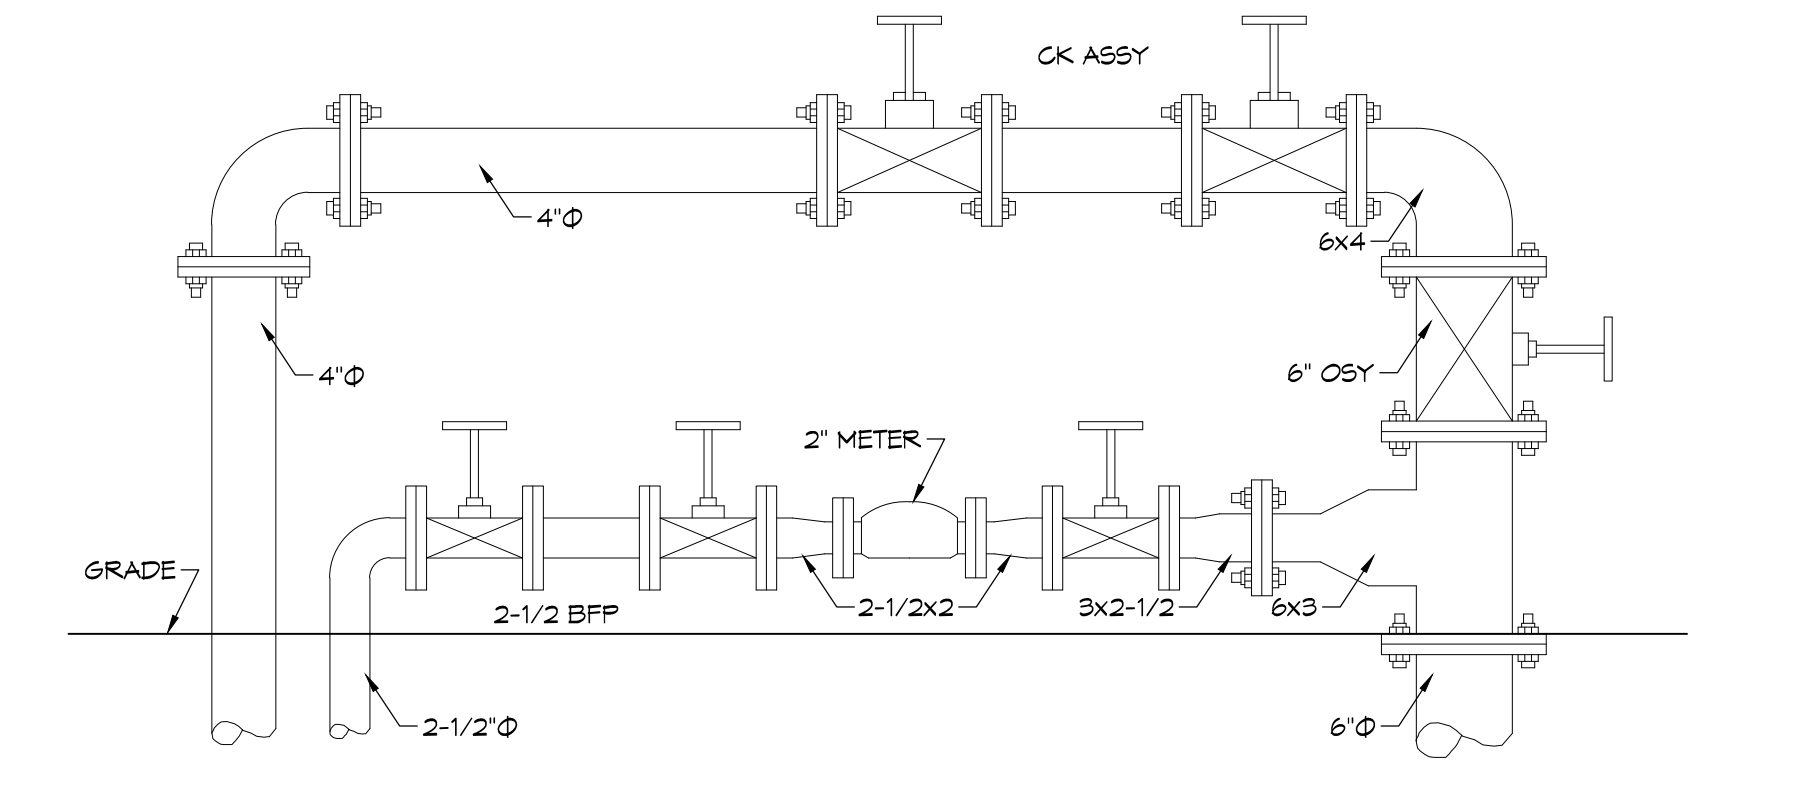 CK ASSY
4"Φ
6x4
4"Φ
6" OSY
2" METER
GRADE
2-1/2 BFP
2-1/2x2
3x2-1/2
6x3
2-1/2"Φ
6"Φ